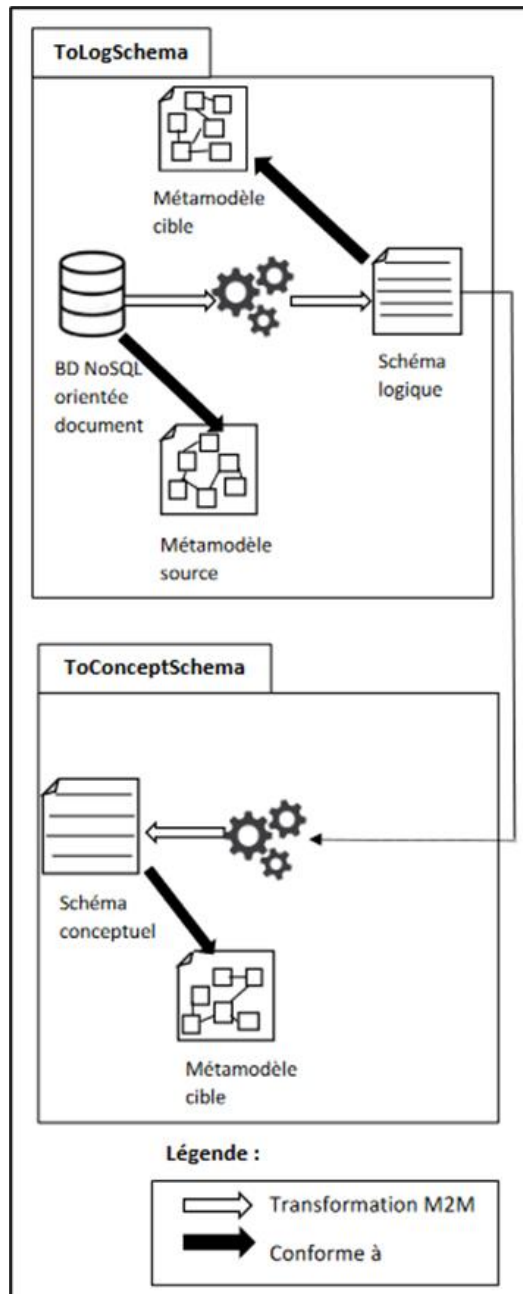 ToLogSchema
Métamodèle
cible
BD NoSQL
orientée
document
Schéma
logique
Métamodèle
source
ToConceptSchema
Schéma
conceptuel
Métamodèle
cible
Légende :
Transformation M2M
Conforme à